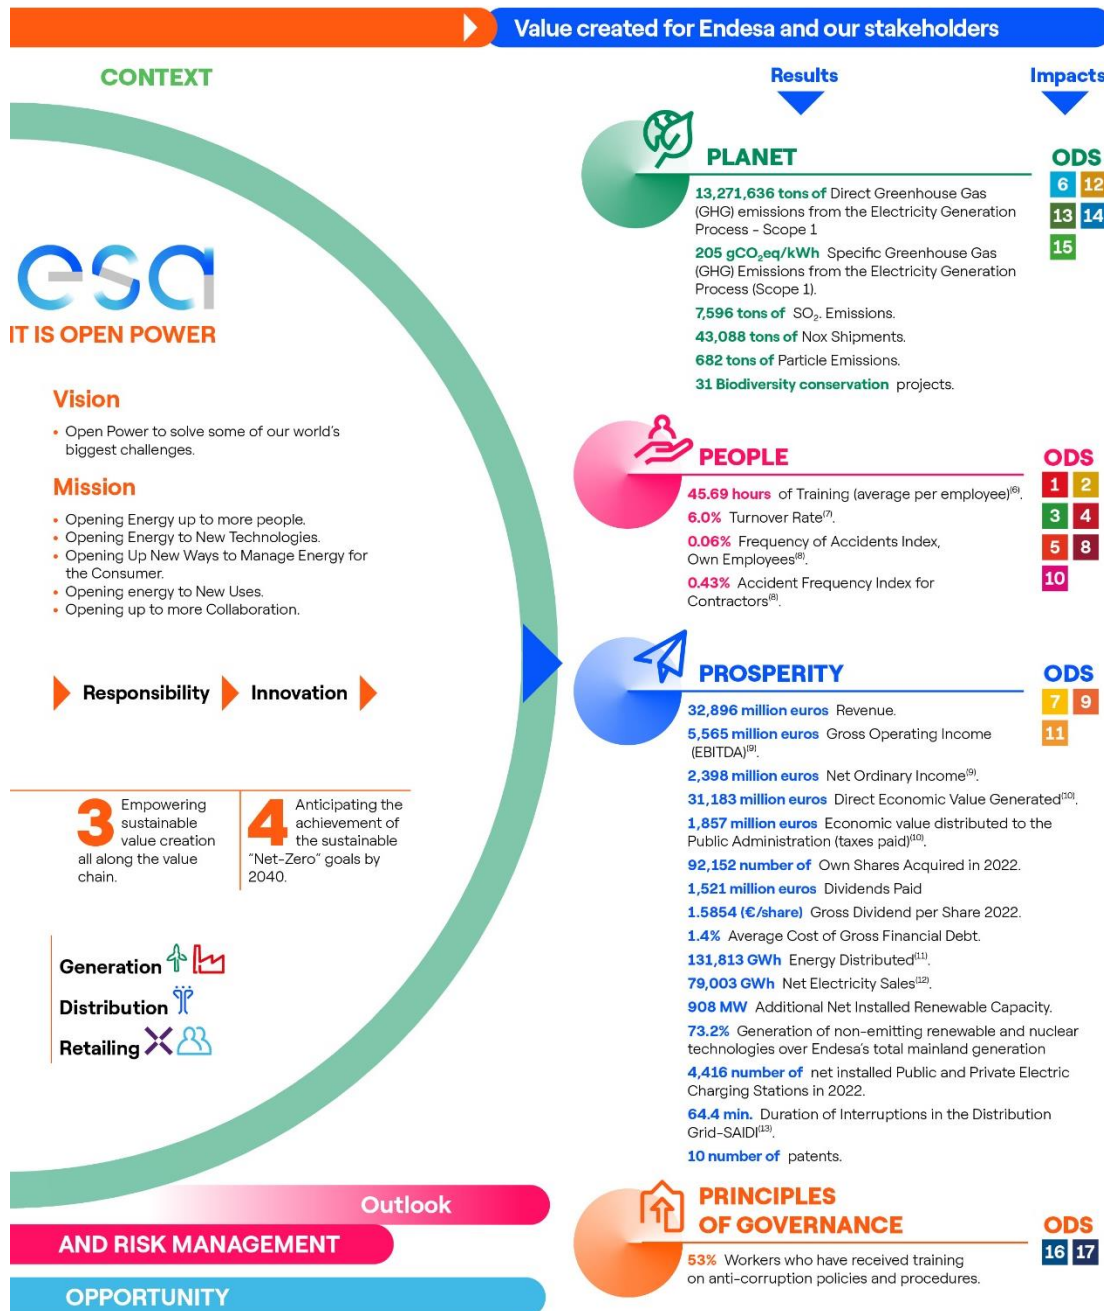 Value created for Endesa and our stakeholders
CONTEXT
esa
IT IS OPEN POWER
Vision
• Open Power to solve some of our world's
biggest challenges.
Mission
• Opening Energy up to more people.
• Opening Energy to New Technologies.
• Opening Up New Ways to Manage Energy for
the Consumer.
• Opening energy to New Uses.
• Opening up to more Collaboration.
Responsibility
Innovation
3 Empowering
sustainable
value creation
all along the value
chain.
4 Anticipating the
achievement of
the sustainable
"Net-Zero" goals by
2040.
Generation
Distribution
Retailing
Outlook
AND RISK MANAGEMENT
OPPORTUNITY
Results
Impacts
PLANET
ODS
13,271,636 tons of Direct Greenhouse Gas
(GHG) emissions from the Electricity Generation
Process - Scope 1
205 gCO₂eq/kWh Specific Greenhouse Gas
(GHG) Emissions from the Electricity Generation
Process (Scope 1).
7,596 tons of SO₂. Emissions.
43,088 tons of Nox Shipments.
682 tons of Particle Emissions.
31 Biodiversity conservation projects.
6 12
13 14
15
PEOPLE
ODS
45.69 hours of Training (average per employee)(6).
6.0% Turnover Rate(7).
0.06% Frequency of Accidents Index,
Own Employees(8).
0.43% Accident Frequency Index for
Contractors(8).
1 2
3 4
5 8
10
PROSPERITY
ODS
32,896 million euros Revenue.
5,565 million euros Gross Operating Income
(EBITDA)(9).
2,398 million euros Net Ordinary Income(9).
31,183 million euros Direct Economic Value Generated(10).
1,857 million euros Economic value distributed to the
Public Administration (taxes paid)(10).
92,152 number of Own Shares Acquired in 2022.
1,521 million euros Dividends Paid
1.5854 (€/share) Gross Dividend per Share 2022.
1.4% Average Cost of Gross Financial Debt.
131,813 GWh Energy Distributed(11).
79,003 GWh Net Electricity Sales(12).
908 MW Additional Net Installed Renewable Capacity.
73.2% Generation of non-emitting renewable and nuclear
technologies over Endesa's total mainland generation
4,416 number of net installed Public and Private Electric
Charging Stations in 2022.
64.4 min. Duration of Interruptions in the Distribution
Grid-SAIDI(13).
10 number of patents.
7 9
11
PRINCIPLES
OF GOVERNANCE
ODS
53% Workers who have received training
on anti-corruption policies and procedures.
16 17